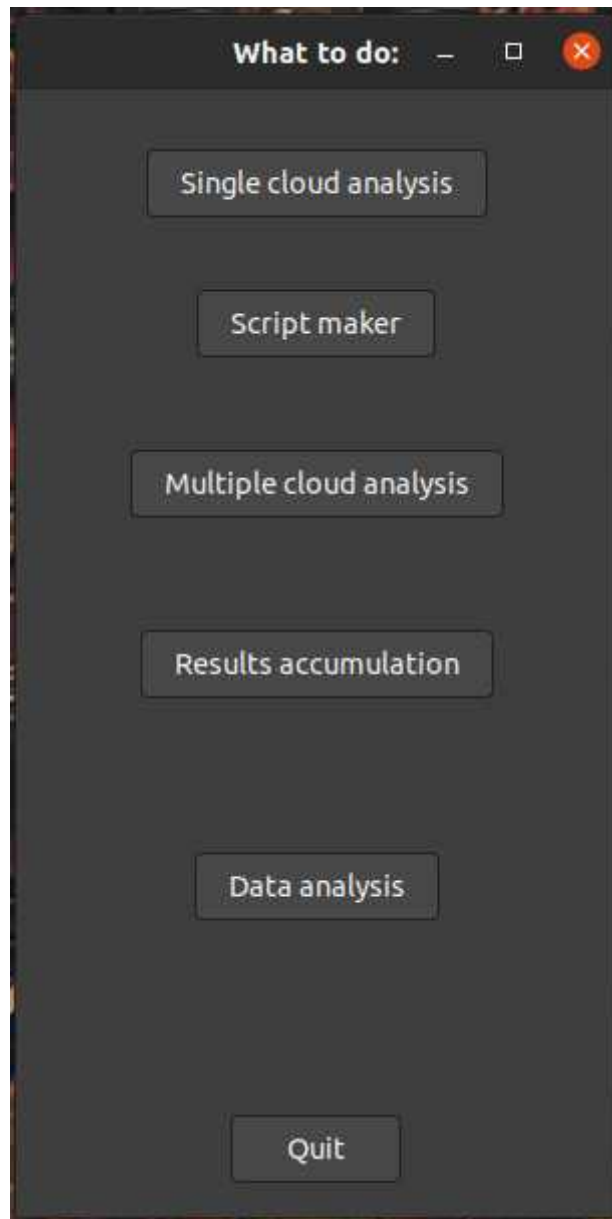 What to do:
Single cloud analysis
Script maker
Multiple cloud analysis
Results accumulation
Data analysis
Quit